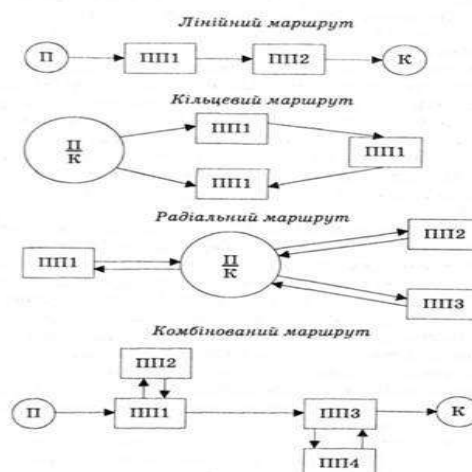 Лінійний маршрут
П ПП1 ПП2 К
Кільцевий маршрут
ПП1
П
К
ПП1
ПП1
Радіальний маршрут
ПП2
ПП1
П
К
ПП3
Комбінований маршрут
ПП2
П ПП1 ПП3 К
ПП4